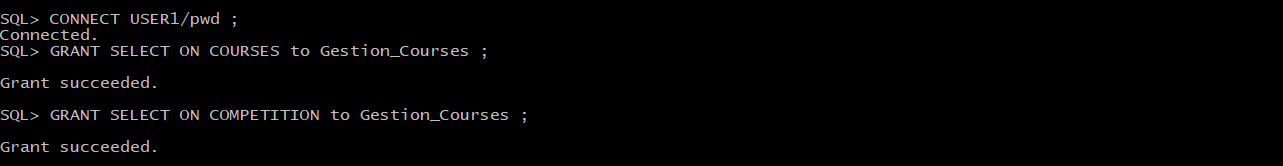 SQL> CONNECT USER1/pwd ;
Connected.
SQL> GRANT SELECT ON COURSES to Gestion_Courses ;
Grant succeeded.
SQL> GRANT SELECT ON COMPETITION to Gestion_Courses ;
Grant succeeded.